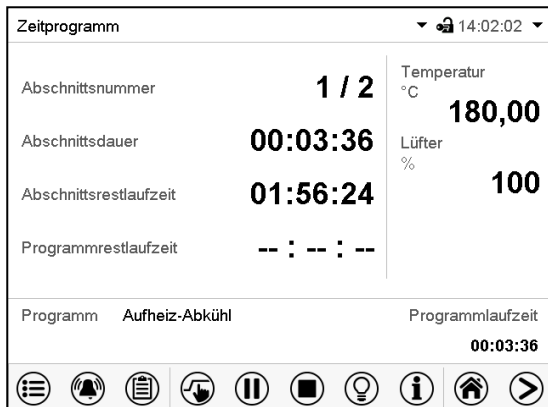 Zeitprogramm 14:02:02
Abschnittsnummer 1 / 2
Abschnittsdauer 00:03:36
Abschnittsrestlaufzeit 01:56:24
Programmrestlaufzeit -- : -- : --
Temperatur
°C
180,00
Lüfter
%
100
Programm Aufheiz-Abkühl
Programmlaufzeit
00:03:36